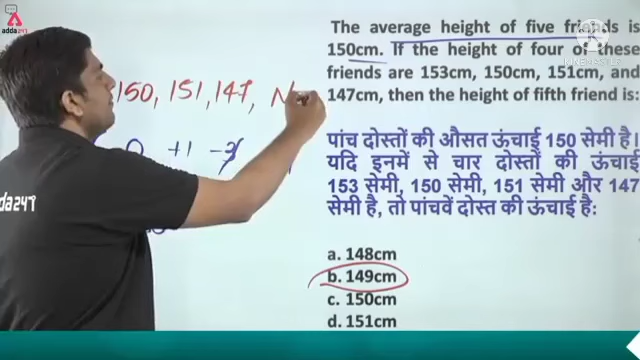 adda247
The average height of five friends is
150cm. If the height of four of these
friends are 153cm, 150cm, 151cm, and
147cm, then the height of fifth friend is:
150, 151, 147, N
0 +1 -3
पांच दोस्तों की औसत ऊंचाई 150 सेमी है।
यदि इनमें से चार दोस्तों की ऊंचाई
153 सेमी, 150 सेमी, 151 सेमी और 147
सेमी है, तो पांचवें दोस्त की ऊंचाई है:
da247
a. 148cm
b. 149cm
c. 150cm
d. 151cm